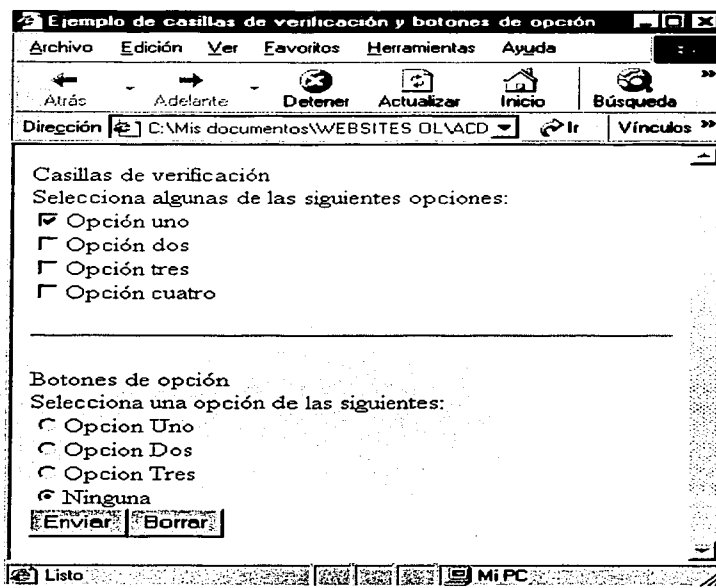 Ejemplo de casillas de verificación y botones de opción
Archivo Edición Ver Favoritos Herramientas Ayuda
Atrás Adelante Detener Actualizar Inicio Búsqueda »
Dirección C:\Mis documentos\WEBSITES OL\ACD Ir Vínculos »
Casillas de verificación
Selecciona algunas de las siguientes opciones:
Opción uno
Opción dos
Opción tres
Opción cuatro
Botones de opción
Selecciona una opción de las siguientes:
Opcion Uno
Opcion Dos
Opcion Tres
Ninguna
Enviar Borrar
Listo Mi PC